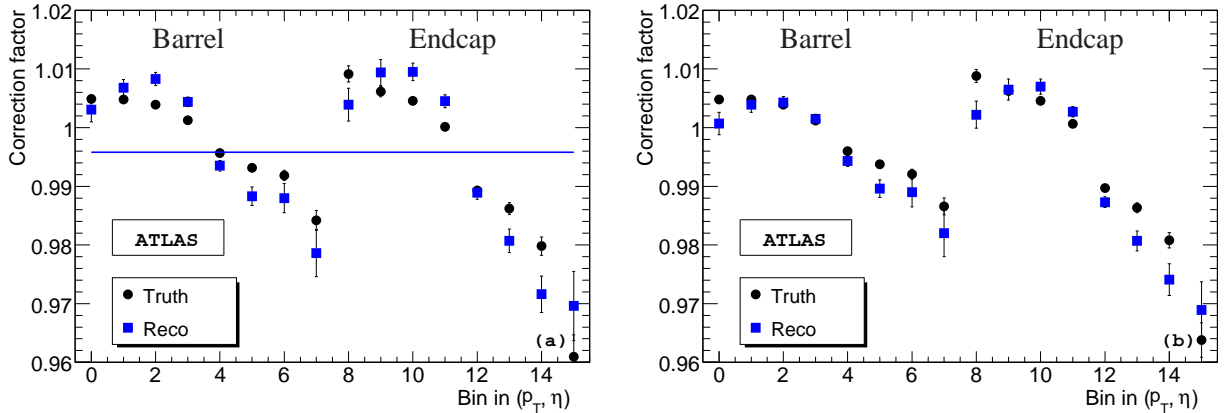 Correction factor
1.02
1.01
1
0.99
0.98
0.97
0.96
Barrel
Endcap
ATLAS
Truth
Reco
(a)
0 2 4 6 8 10 12 14
Bin in (p_T, η)
Correction factor
1.02
1.01
1
0.99
0.98
0.97
0.96
Barrel
Endcap
ATLAS
Truth
Reco
(b)
0 2 4 6 8 10 12 14
Bin in (p_T, η)